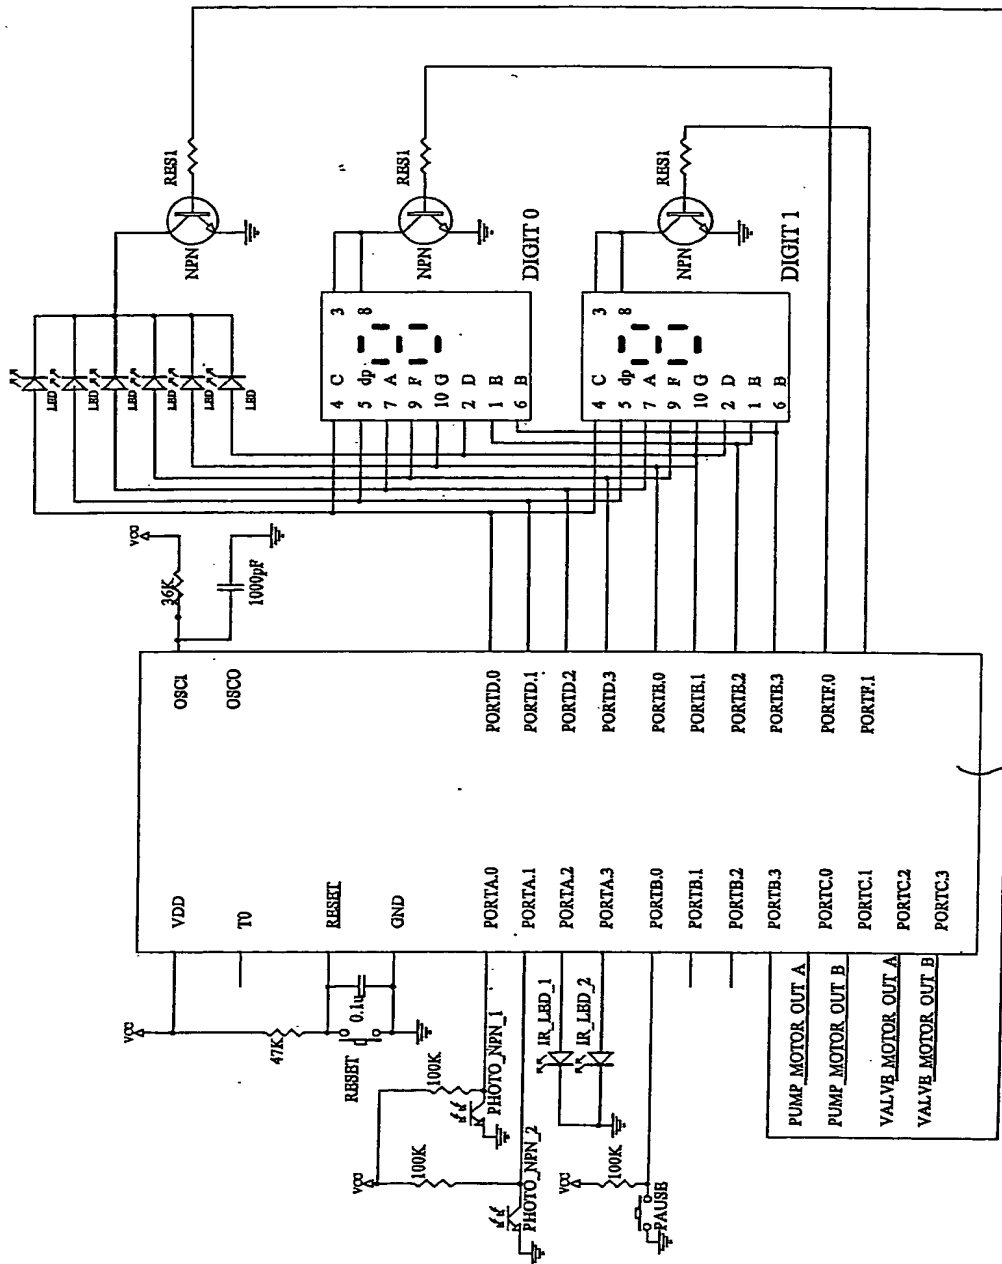 RES1
NPN
RES1
NPN
DIGIT 0
RES1
NPN
DIGIT 1
LED
LED
LED
LED
LED
LED
4 C 3
5 dp 8
7 A
9 F
10 G
2 D
1 E
6 B
4 C 3
5 dp 8
7 A
9 F
10 G
2 D
1 E
6 B
VCC
36K
1000pF
OSCI
OSCO
PORTD.0
PORTD.1
PORTD.2
PORTD.3
PORTE.0
PORTE.1
PORTE.2
PORTE.3
PORTF.0
PORTF.1
VDD
T0
RESET
GND
PORTA.0
PORTA.1
PORTA.2
PORTA.3
PORTB.0
PORTB.1
PORTB.2
PORTB.3
PORTC.0
PORTC.1
PORTC.2
PORTC.3
VCC
47K
RESET
0.1u
VCC
100K
100K
PHOTO_NPN_1
PHOTO_NPN_2
IR_LED_1
IR_LED_2
VCC
100K
PAUSE
PUMP_MOTOR_OUT_A
PUMP_MOTOR_OUT_B
VALVE_MOTOR_OUT_A
VALVE_MOTOR_OUT_B